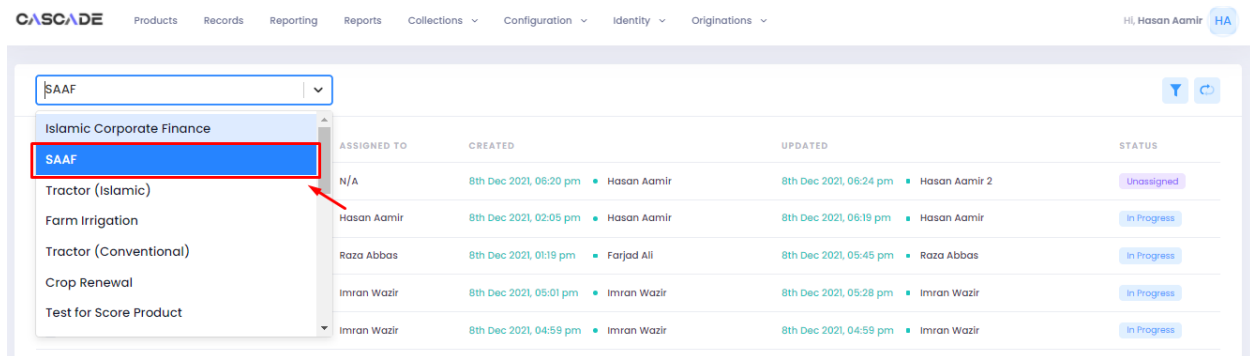 CASCADE Products Records Reporting Reports Collections Configuration Identity Originations Hi, Hasan Aamir HA
SAAF
Islamic Corporate Finance
SAAF
Tractor (Islamic)
Farm Irrigation
Tractor (Conventional)
Crop Renewal
Test for Score Product
ASSIGNED TO CREATED UPDATED STATUS
N/A 8th Dec 2021, 06:20 pm Hasan Aamir 8th Dec 2021, 06:24 pm Hasan Aamir 2 Unassigned
Hasan Aamir 8th Dec 2021, 02:05 pm Hasan Aamir 8th Dec 2021, 06:19 pm Hasan Aamir In Progress
Raza Abbas 8th Dec 2021, 01:19 pm Farjad Ali 8th Dec 2021, 05:45 pm Raza Abbas In Progress
Imran Wazir 8th Dec 2021, 05:01 pm Imran Wazir 8th Dec 2021, 05:28 pm Imran Wazir In Progress
Imran Wazir 8th Dec 2021, 04:59 pm Imran Wazir 8th Dec 2021, 04:59 pm Imran Wazir In Progress